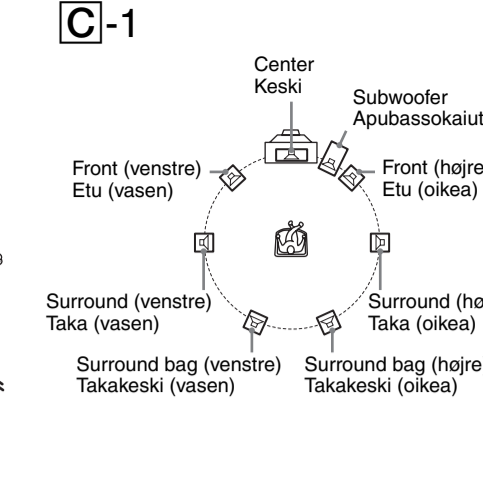 C-1
Center
Keski
Subwoofer
Apubassokaiut
Front (venstre)
Etu (vasen)
Front (højre
Etu (oikea)
Surround (venstre)
Taka (vasen)
Surround (hø
Taka (oikea)
Surround bag (venstre)
Takakeski (vasen)
Surround bag (højre
Takakeski (oikea)